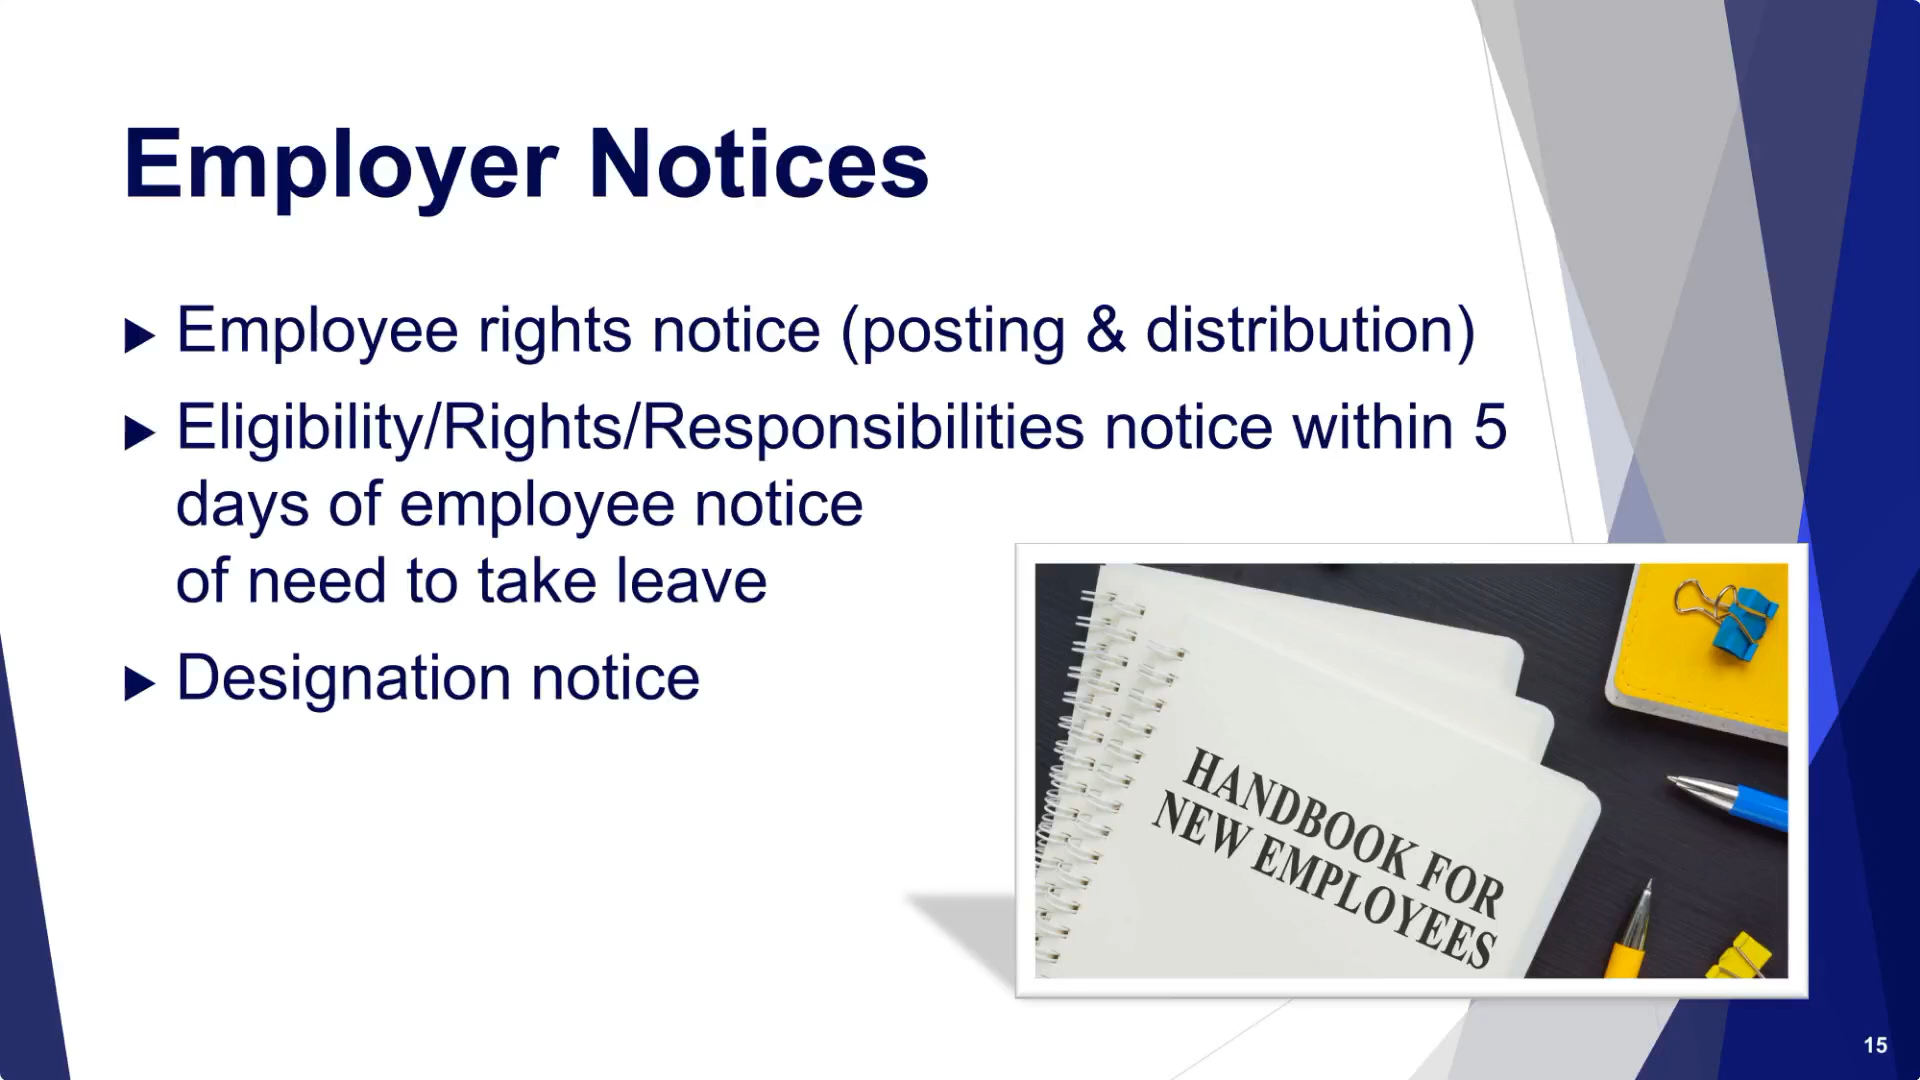 Employer Notices
Employee rights notice (posting & distribution)
Eligibility/Rights/Responsibilities notice within 5
days of employee notice
of need to take leave
Designation notice
HANDBOOK FOR
NEW EMPLOYEES
15